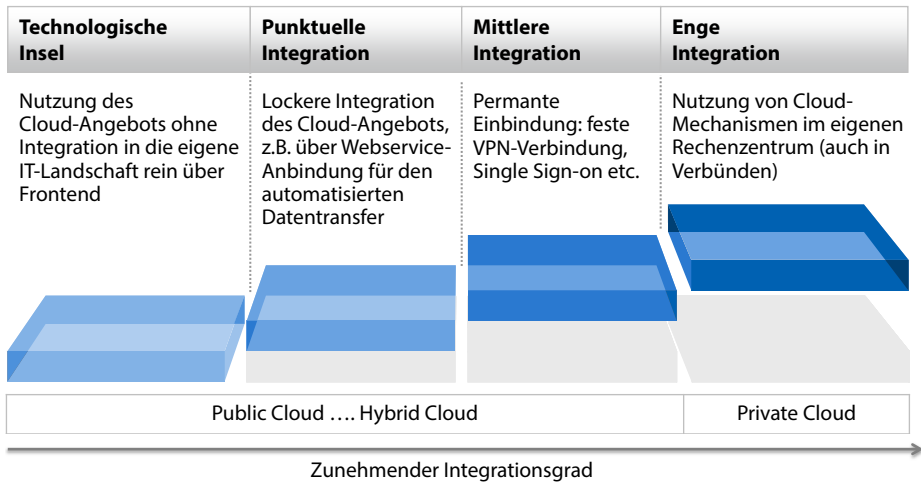 Technologische
Insel
Punktuelle
Integration
Mittlere
Integration
Enge
Integration
Nutzung des
Cloud-Angebots ohne
Integration in die eigene
IT-Landschaft rein über
Frontend
Lockere Integration
des Cloud-Angebots,
z.B. über Webservice-
Anbindung für den
automatisierten
Datentransfer
Permante
Einbindung: feste
VPN-Verbindung,
Single Sign-on etc.
Nutzung von Cloud-
Mechanismen im eigenen
Rechenzentrum (auch in
Verbünden)
Public Cloud …. Hybrid Cloud
Private Cloud
Zunehmender Integrationsgrad